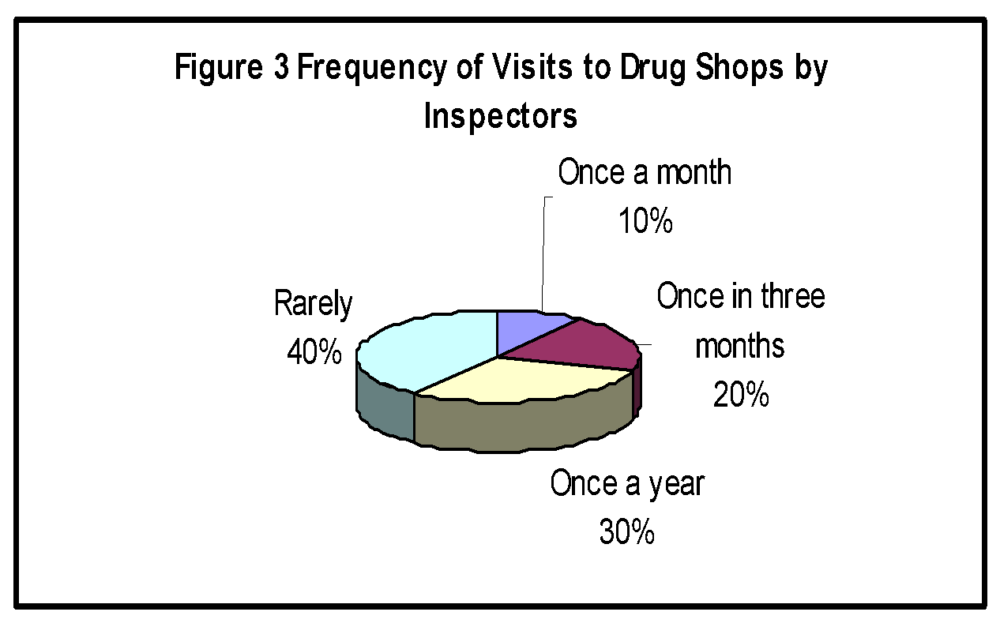 Figure 3 Frequency of Visits to Drug Shops by
Inspectors
Once a month
10%
Once in three
months
20%
Rarely
40%
Once a year
30%